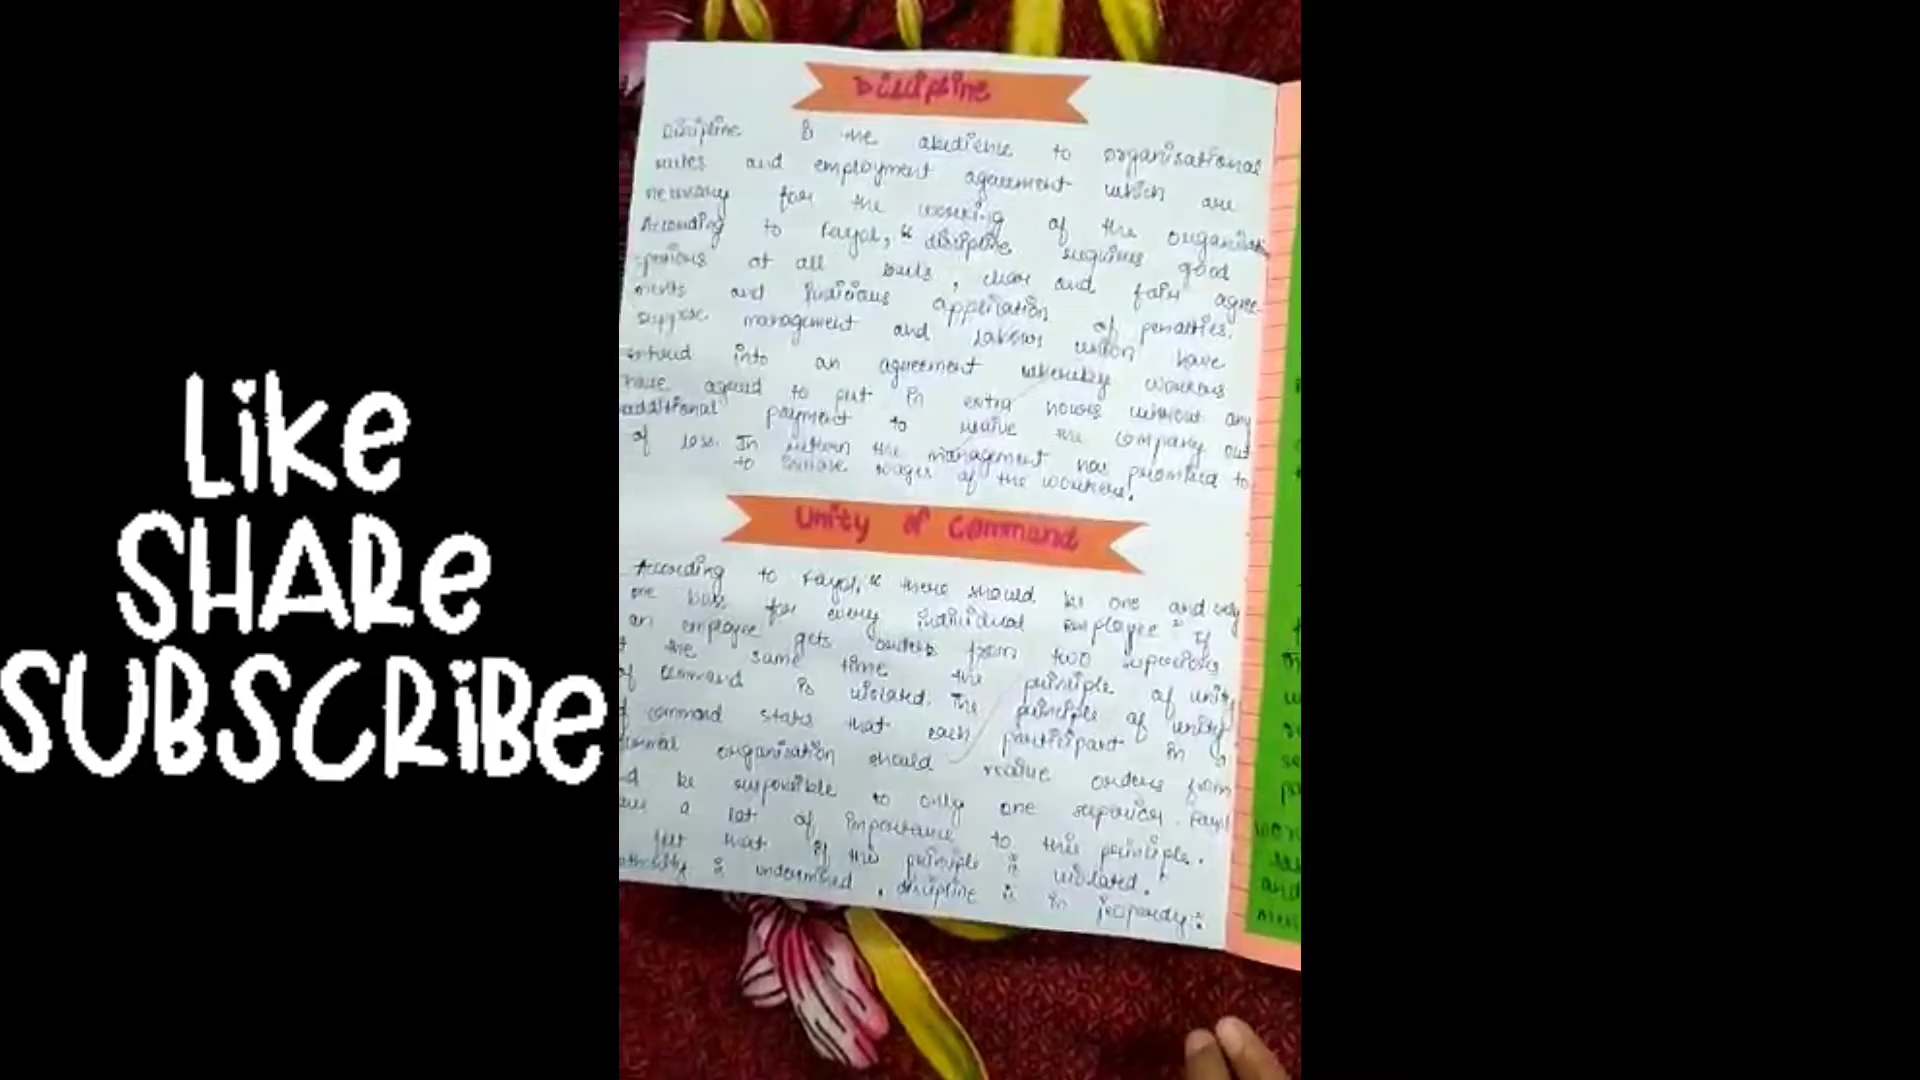 Like
SHARe
SUBSCRiBe
Discipline
Discipline is the obedience to organisational
rules and employment agreement which are
necessary for the working of the organisation
According to Fayol, "discipline requires good
superiors at all levels, clear and fair agree-
ments and judicious application of penalties.
Suppose management and labour union have
entered into an agreement whereby workers
have agreed to put in extra hours without any
additional payment to revive the company out
of loss. In return the management has promised to
to increase wages of the workers.
Unity of Command
According to Fayol, "there should be one and only
one boss for every individual employee" If
an employee gets orders from two superiors
at the same time the principle of unity
of command is violated. The principle of unity
of command states that each participant in a
formal organisation should receive orders from
and be responsible to only one superior. Fayol
gave a lot of importance to this principle.
felt that if this principle is violated.
authority is undermined, discipline is in jeopardy: